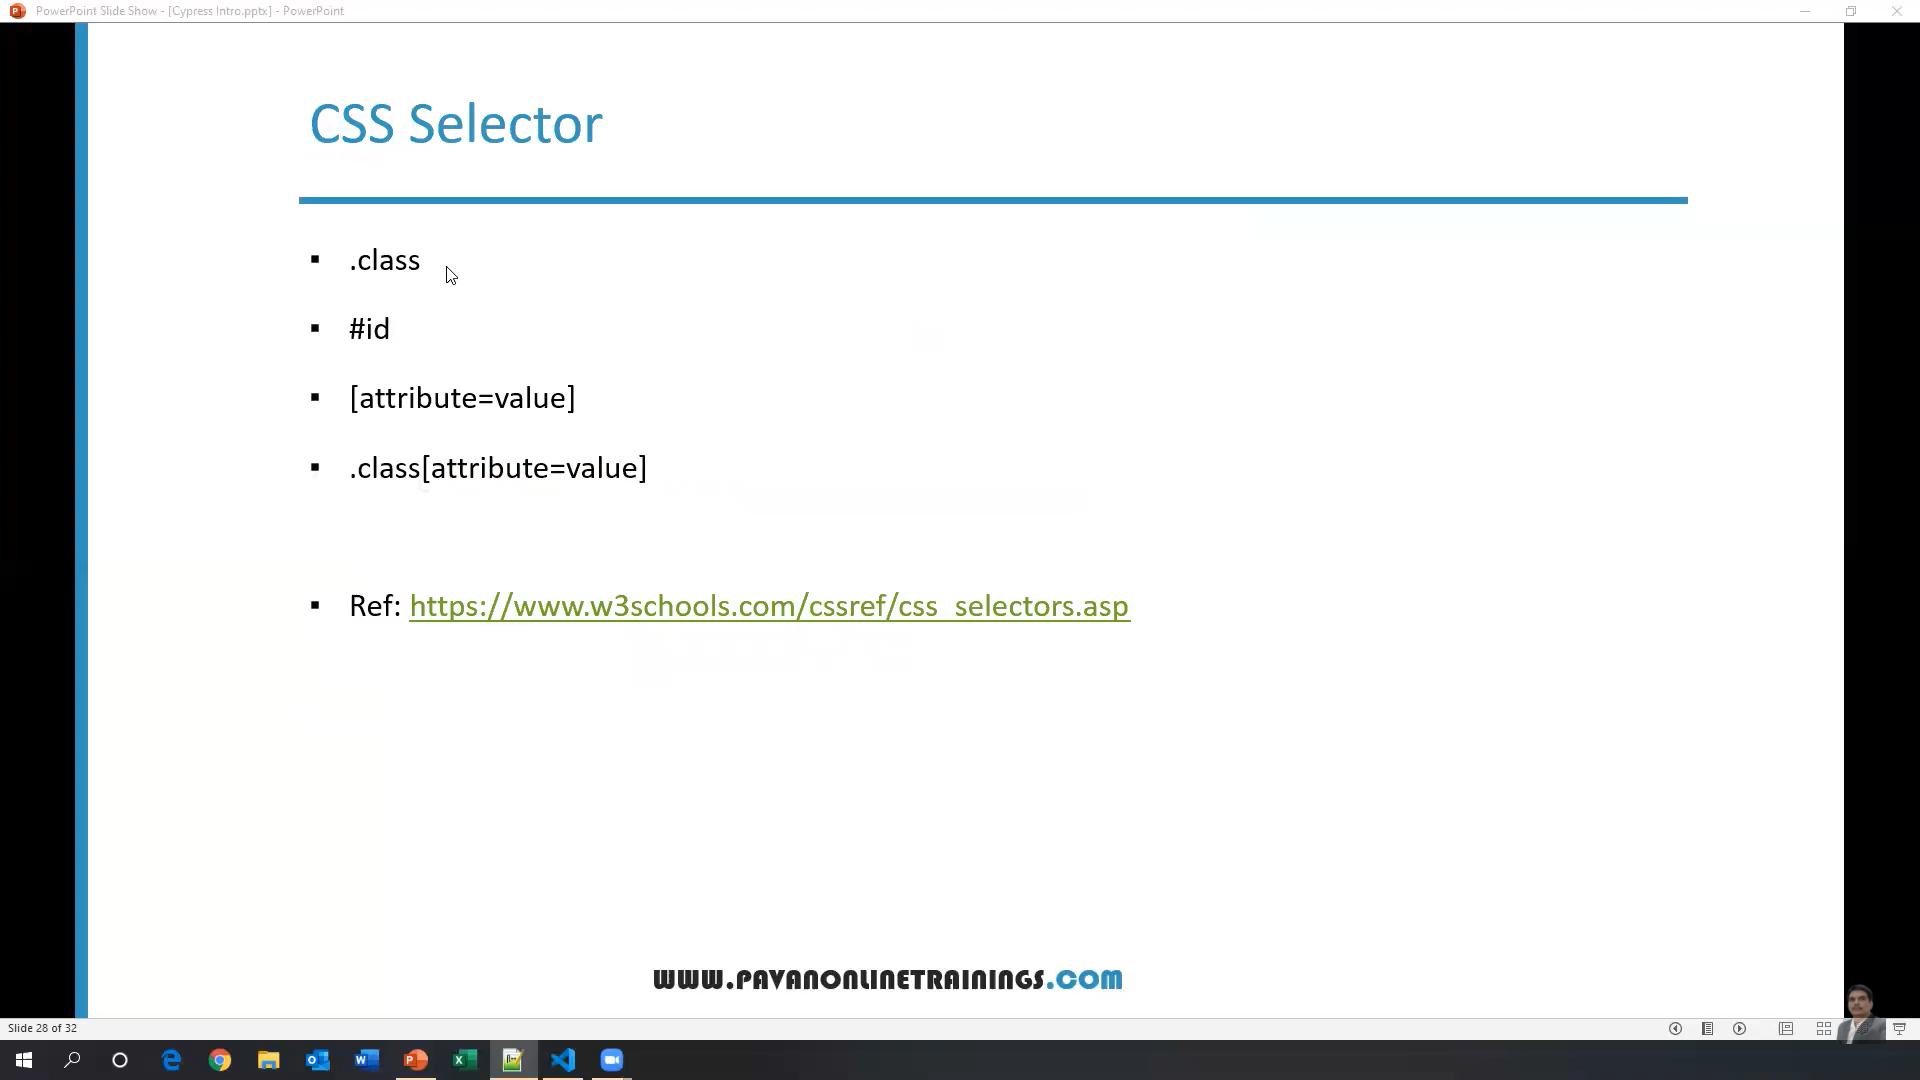 PowerPoint Slide Show - [Cypress Intro.pptx] - PowerPoint
CSS Selector
▪ .class
▪ #id
▪ [attribute=value]
▪ .class[attribute=value]
▪ Ref: https://www.w3schools.com/cssref/css_selectors.asp
WWW.PAVANONLINETRAININGS.COM
Slide 28 of 32